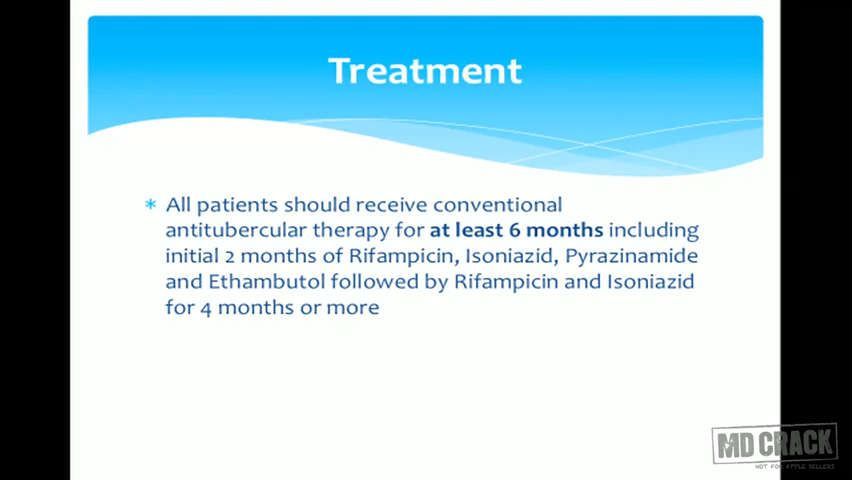 Treatment
* All patients should receive conventional
antitubercular therapy for at least 6 months including
initial 2 months of Rifampicin, Isoniazid, Pyrazinamide
and Ethambutol followed by Rifampicin and Isoniazid
for 4 months or more
MD CRACK
NOT FOR APPLE SELLERS